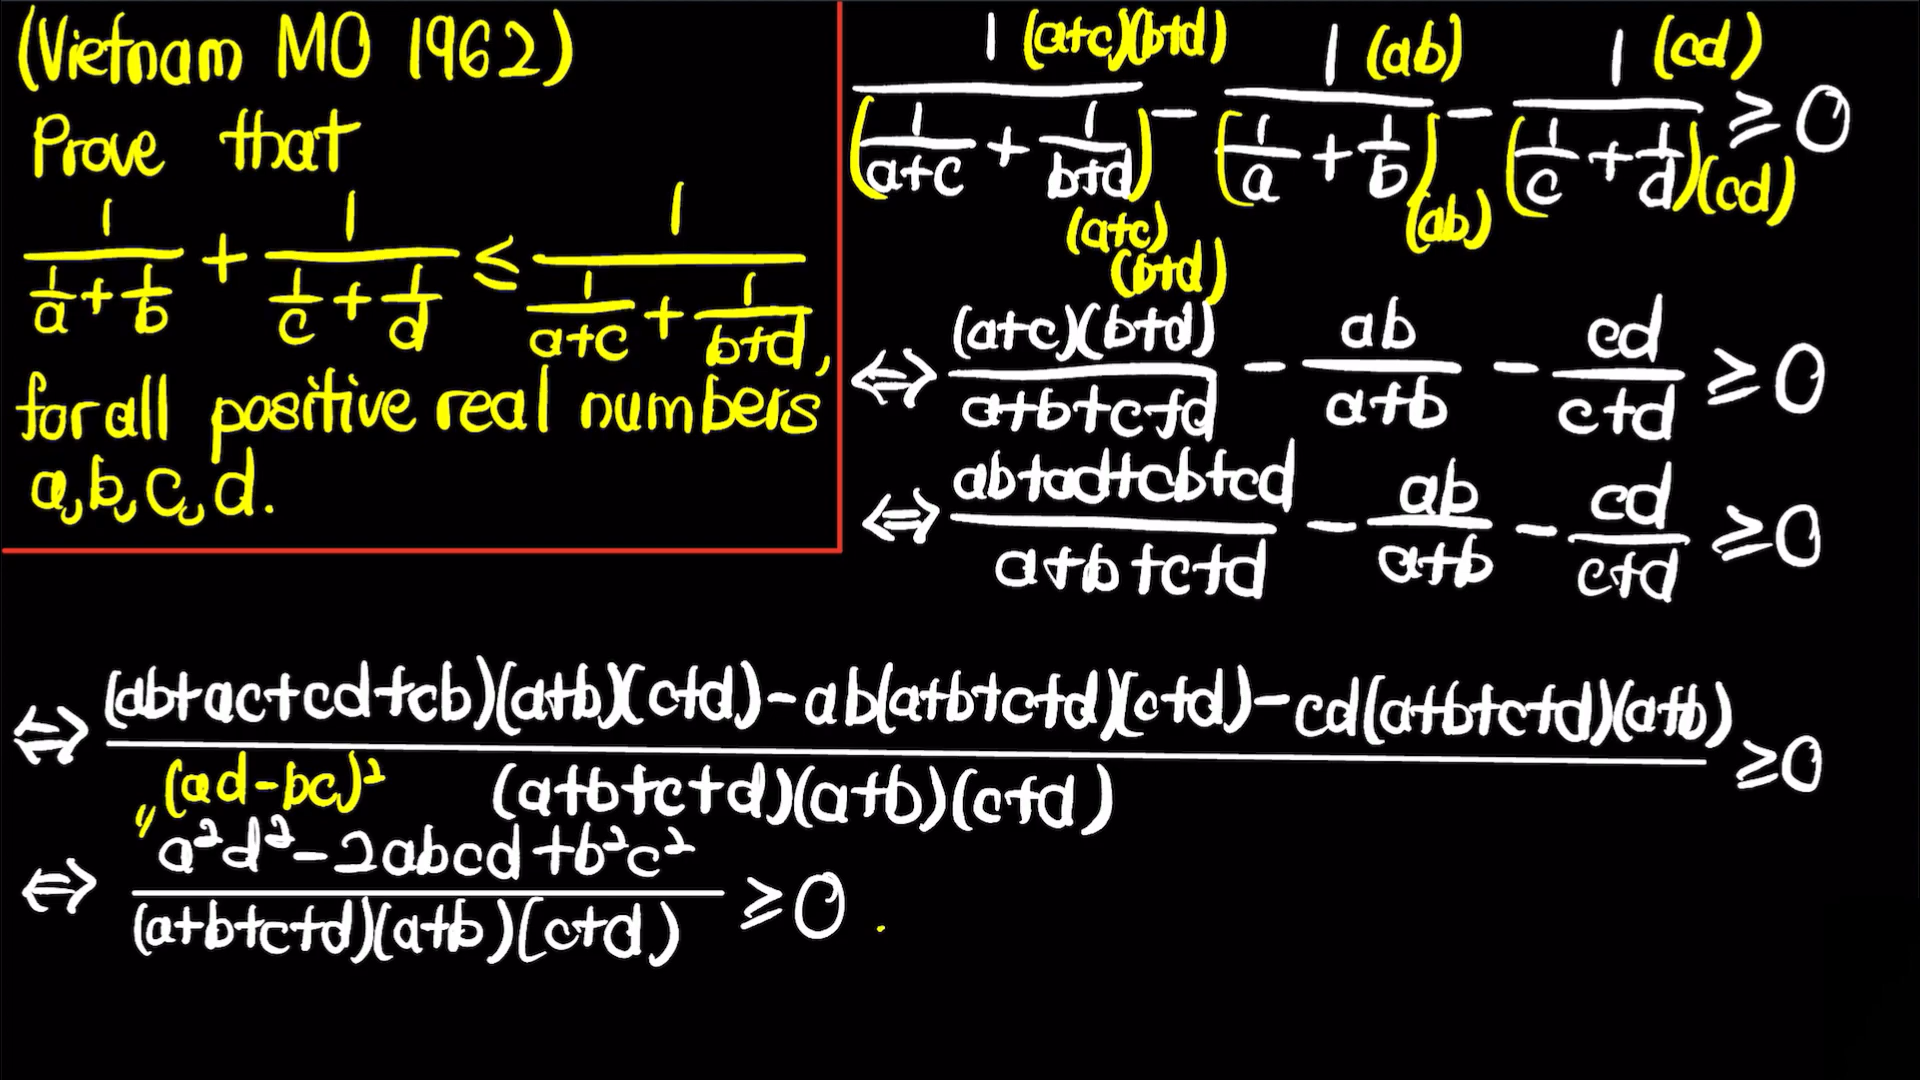 (Vietnam MO 1962)
Prove that
1/(1/a + 1/b) + 1/(1/c + 1/d) ≤ 1/(1/(a+c) + 1/(b+d)),
for all positive real numbers
a, b, c, d.
1 (a+c)(b+d)/((1/(a+c) + 1/(b+d)) (a+c)(b+d)) - 1 (ab)/((1/a + 1/b)(ab)) - 1 (cd)/((1/c + 1/d)(cd)) ≥ 0
⇔ (a+c)(b+d)/(a+b+c+d) - ab/(a+b) - cd/(c+d) ≥ 0
⇔ (ab+ad+cb+cd)/(a+b+c+d) - ab/(a+b) - cd/(c+d) ≥ 0
⇔ ((ab+ac+cd+cb)(a+b)(c+d) - ab(a+b+c+d)(c+d) - cd(a+b+c+d)(a+b))/((a+b+c+d)(a+b)(c+d)) ≥ 0
(ad-bc)²
⇔ (a²d² - 2abcd + b²c²)/((a+b+c+d)(a+b)(c+d)) ≥ 0 .